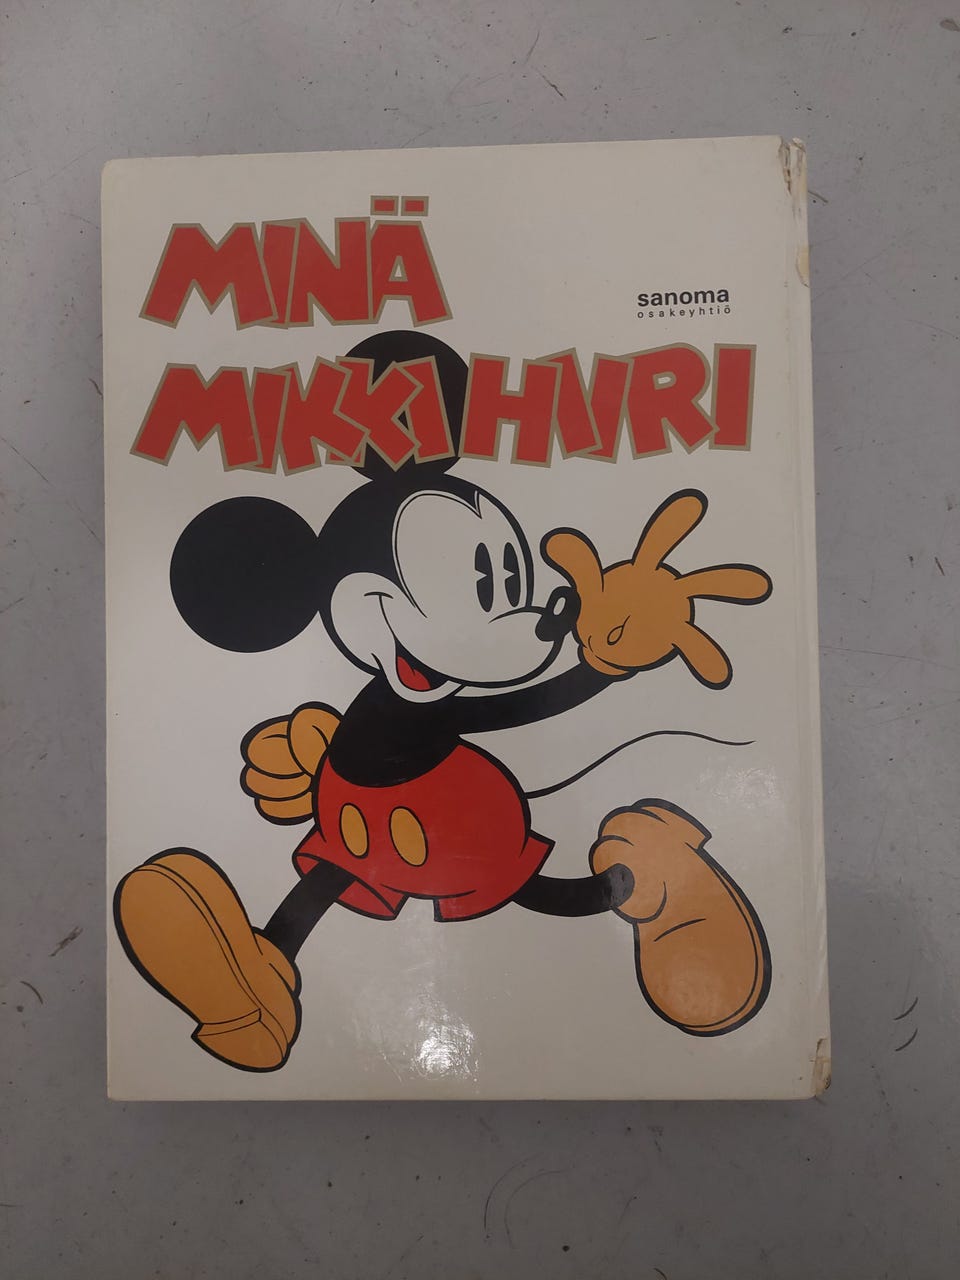 MINÄ
sanoma
osakeyhtiö
MIKKI HIIRI